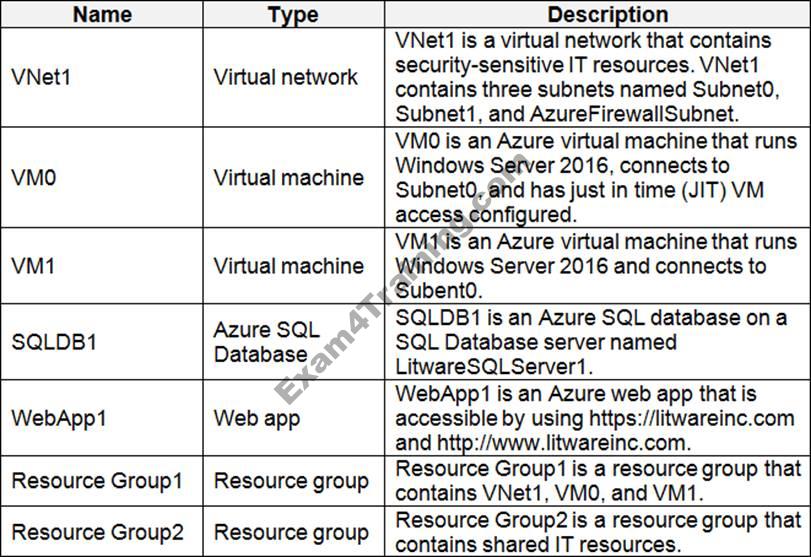 Name Type Description
VNet1 Virtual network VNet1 is a virtual network that contains
security-sensitive IT resources. VNet1
contains three subnets named Subnet0,
Subnet1, and AzureFirewallSubnet.
VM0 Virtual machine VM0 is an Azure virtual machine that runs
Windows Server 2016, connects to
Subnet0, and has just in time (JIT) VM
access configured.
VM1 Virtual machine VM1 is an Azure virtual machine that runs
Windows Server 2016 and connects to
Subent0.
SQLDB1 Azure SQL
Database SQLDB1 is an Azure SQL database on a
SQL Database server named
LitwareSQLServer1.
WebApp1 Web app WebApp1 is an Azure web app that is
accessible by using https://litwareinc.com
and http://www.litwareinc.com.
Resource Group1 Resource group Resource Group1 is a resource group that
contains VNet1, VM0, and VM1.
Resource Group2 Resource group Resource Group2 is a resource group that
contains shared IT resources.
Exam4Training.com